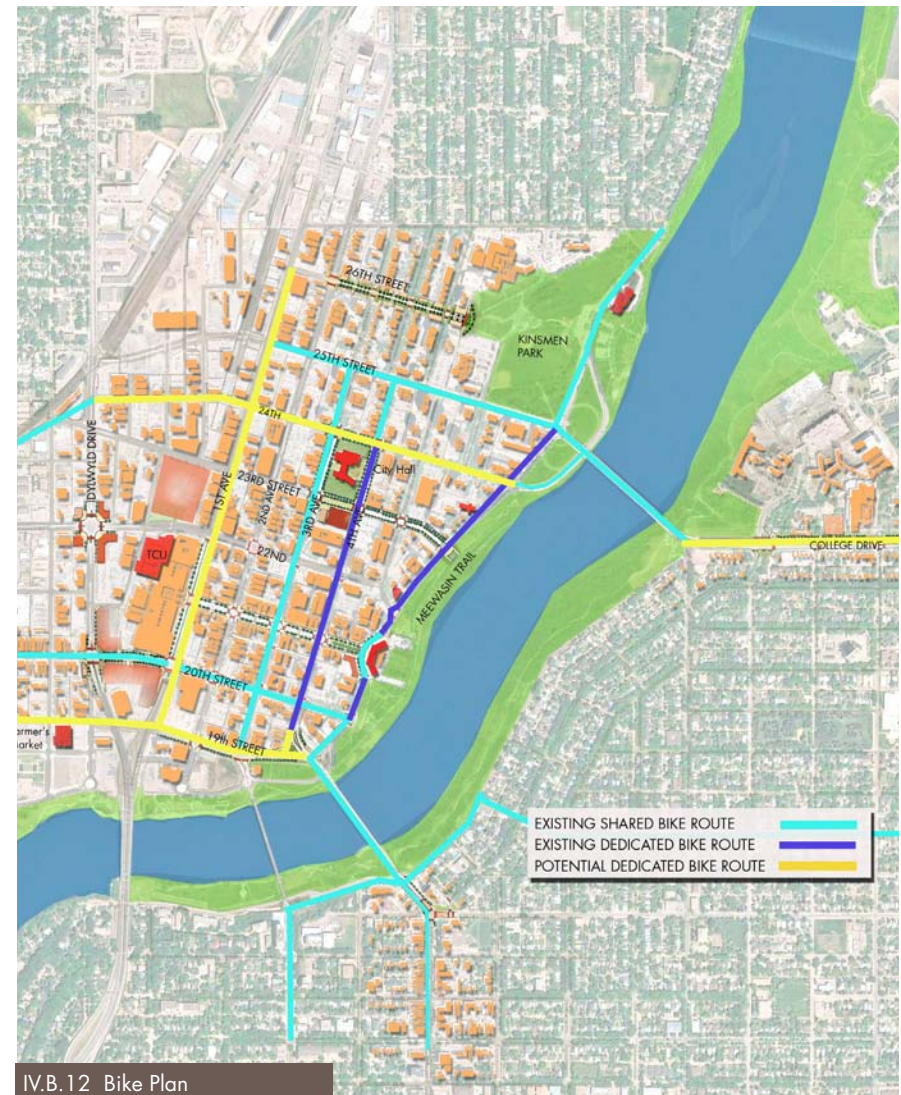 26TH STREET
KINSMEN
PARK
25TH STREET
24TH
IDYLWYLD DRIVE
1ST AVE
2ND AVE
23RD STREET
3RD AVE
City Hall
4TH AVE
22ND
TCU
MEEWASIN TRAIL
COLLEGE DRIVE
20TH STREET
19th STREET
armer's
arket
EXISTING SHARED BIKE ROUTE
EXISTING DEDICATED BIKE ROUTE
POTENTIAL DEDICATED BIKE ROUTE
IV.B.12 Bike Plan